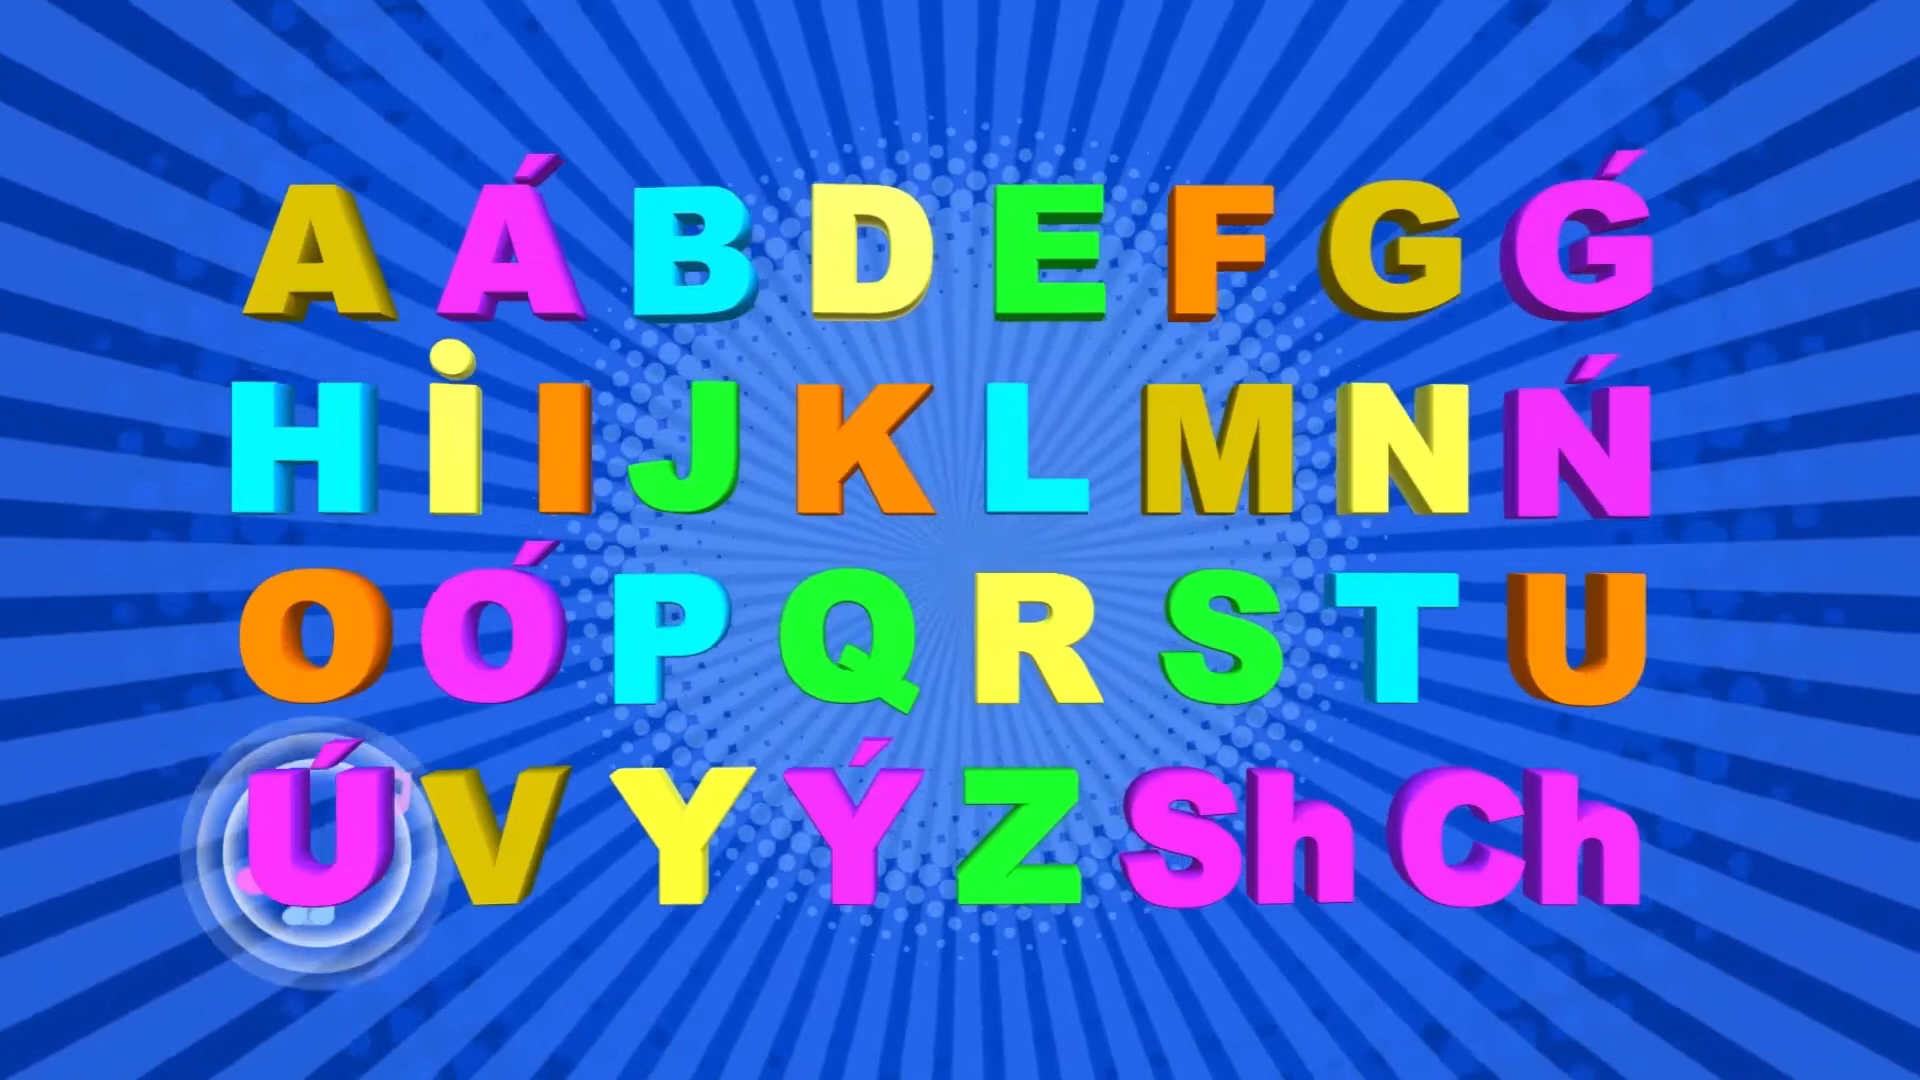 A Á B D E F G Ǵ
H i I J K L M N Ń
O Ó P Q R S T U
Ú V Y Ý Z Sh Ch